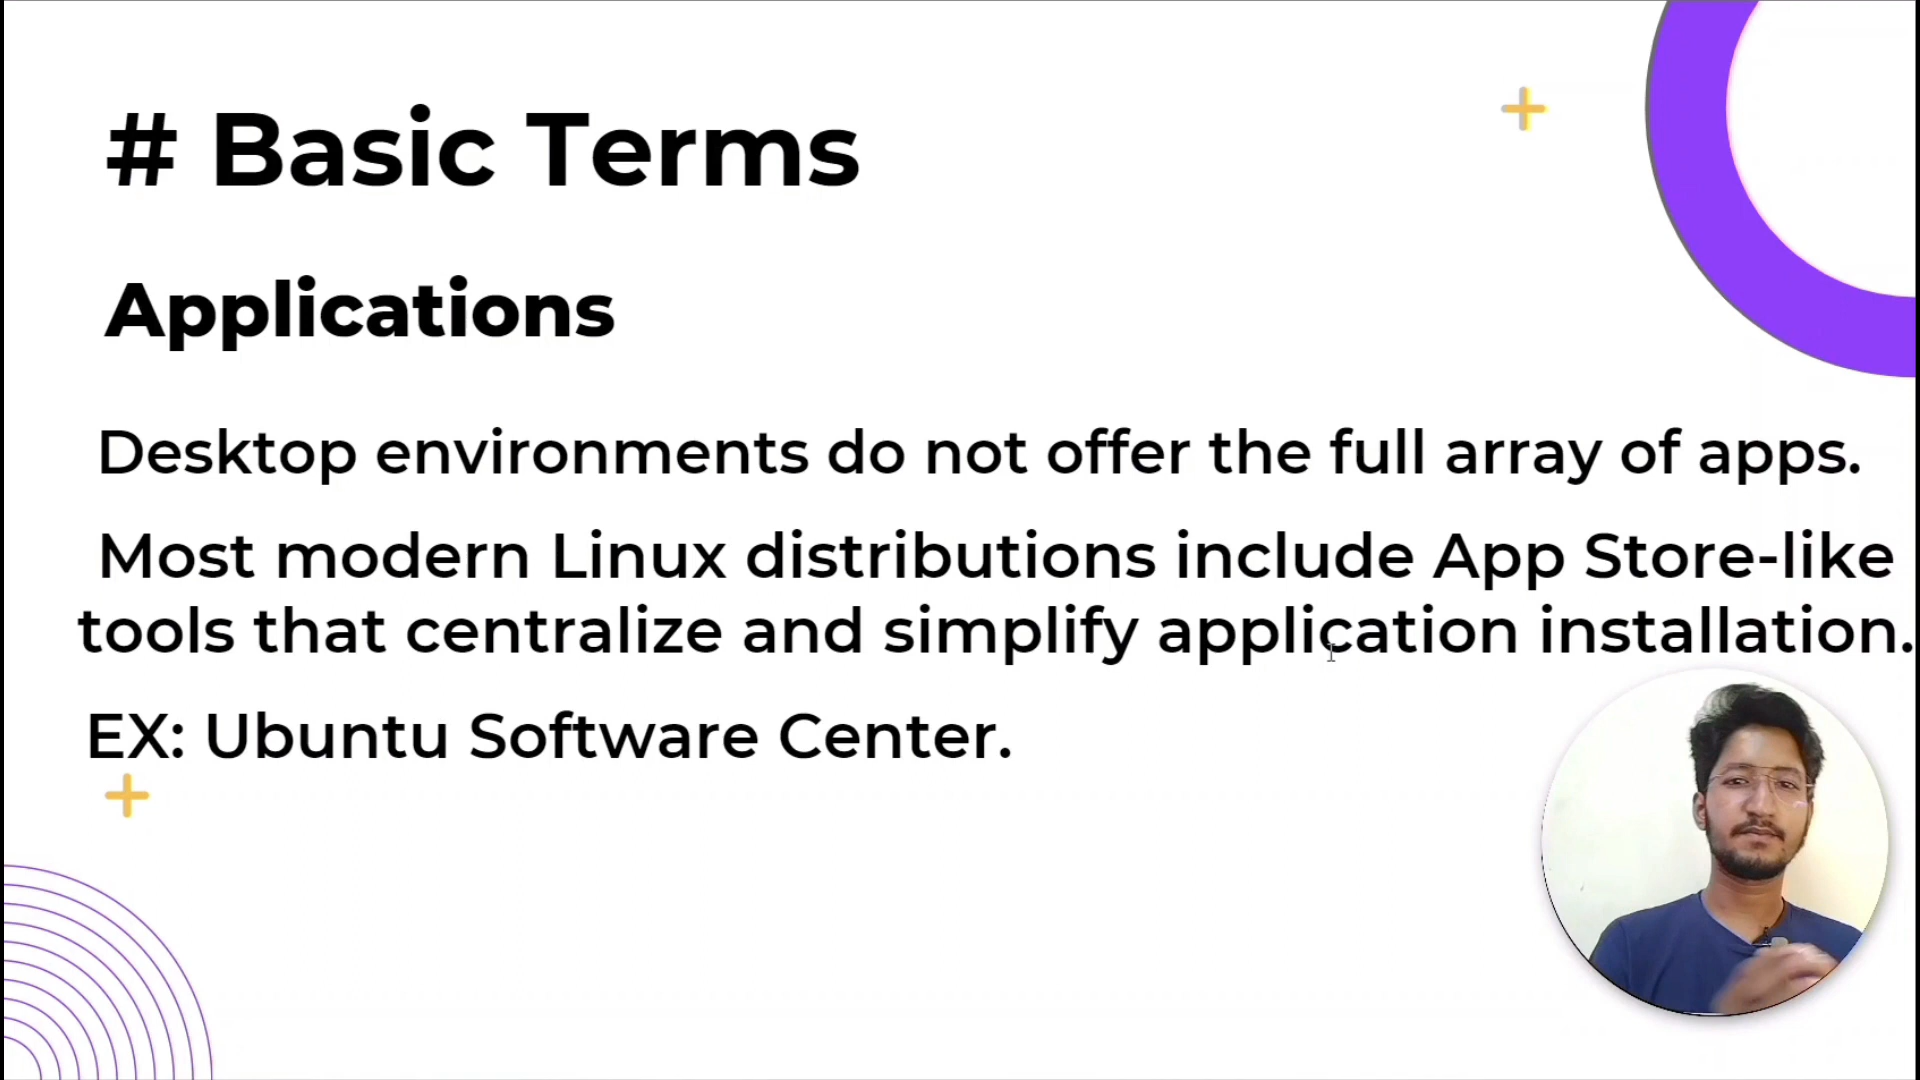 # Basic Terms
Applications
Desktop environments do not offer the full array of apps.
Most modern Linux distributions include App Store-like
tools that centralize and simplify application installation.
EX: Ubuntu Software Center.